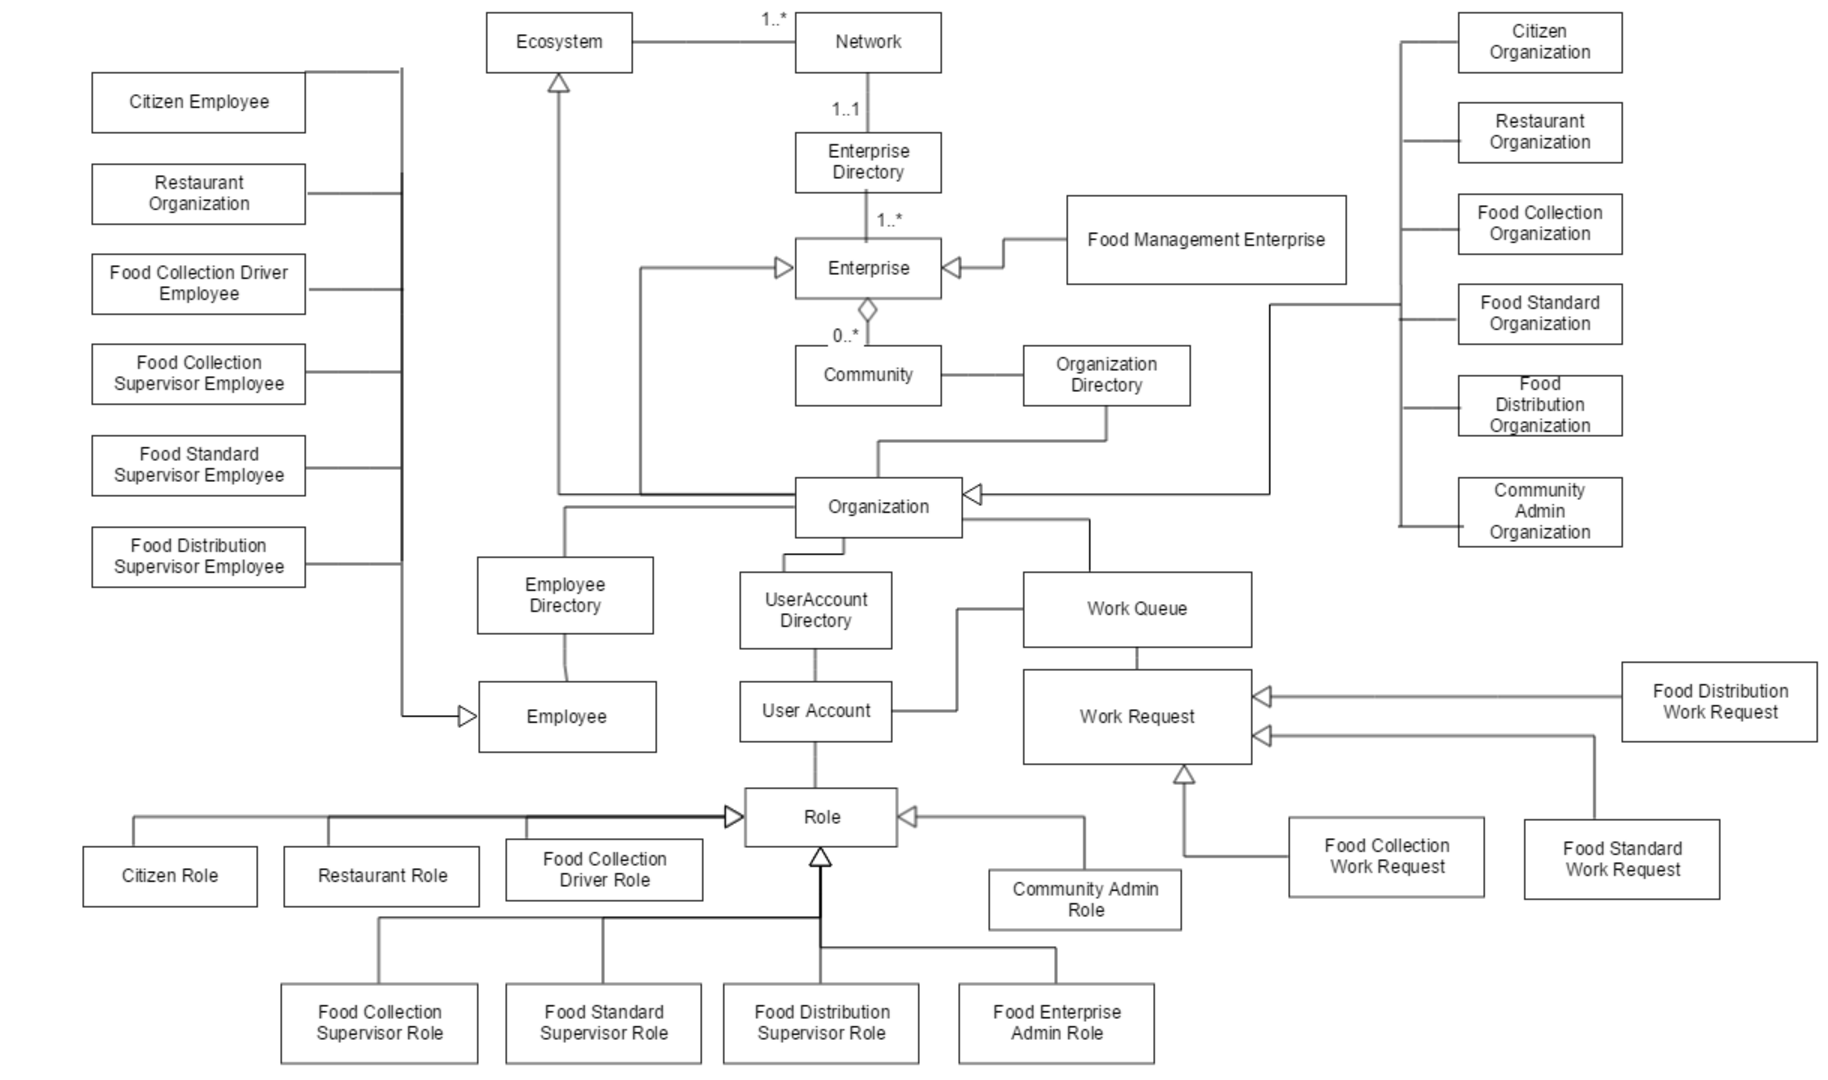 Ecosystem
1..*
Network
Citizen
Organization
Citizen Employee
1..1
Enterprise
Directory
Restaurant
Organization
Restaurant
Organization
1..*
Food Management Enterprise
Food Collection
Organization
Enterprise
Food Collection Driver
Employee
0..*
Food Standard
Organization
Food Collection
Supervisor Employee
Community
Organization
Directory
Food
Distribution
Organization
Food Standard
Supervisor Employee
Organization
Community
Admin
Organization
Food Distribution
Supervisor Employee
Employee
Directory
UserAccount
Directory
Work Queue
Employee
User Account
Work Request
Food Distribution
Work Request
Role
Citizen Role
Restaurant Role
Food Collection
Driver Role
Community Admin
Role
Food Collection
Work Request
Food Standard
Work Request
Food Collection
Supervisor Role
Food Standard
Supervisor Role
Food Distribution
Supervisor Role
Food Enterprise
Admin Role